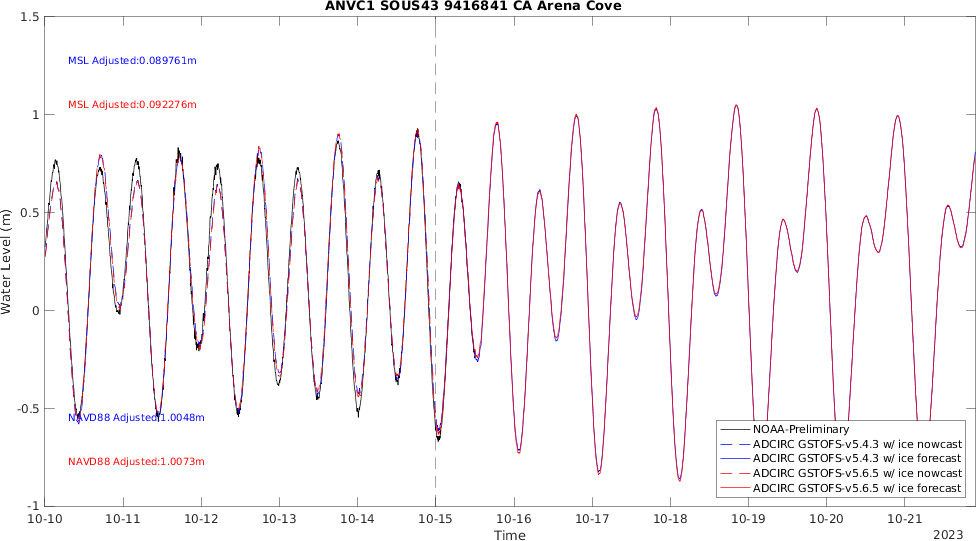 ANVC1 SOUS43 9416841 CA Arena Cove
1.5
MSL Adjusted:0.089761m
MSL Adjusted:0.092276m
1
0.5
Water Level (m)
0
-0.5
NAVD88 Adjusted:1.0048m
NAVD88 Adjusted:1.0073m
-1
NOAA-Preliminary
ADCIRC GSTOFS-v5.4.3 w/ ice nowcast
ADCIRC GSTOFS-v5.4.3 w/ ice forecast
ADCIRC GSTOFS-v5.6.5 w/ ice nowcast
ADCIRC GSTOFS-v5.6.5 w/ ice forecast
10-10 10-11 10-12 10-13 10-14 10-15 10-16 10-17 10-18 10-19 10-20 10-21
Time
2023